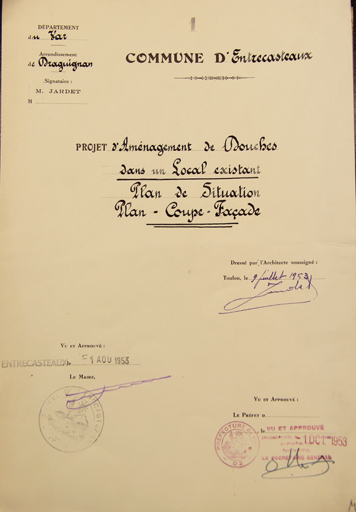 DÉPARTEMENT
du Var
Arrondissement
de Draguignan
Signataire :
M. JARDET
COMMUNE D'Entrecasteaux
PROJET d'Aménagement de Douches
dans un Local existant
Plan de Situation
Plan - Coupe - Façade
Dressé par l'Architecte soussigné :
Toulon, le 9 juillet 1953
Vu et Approuvé :
ENTRECASTEAUX, 1 AOU 1953
Le Maire,
Vu et Approuvé :
Le Préfet
VU ET APPROUVÉ
1 OCT 1953
LE SECRÉTAIRE GÉNÉRAL